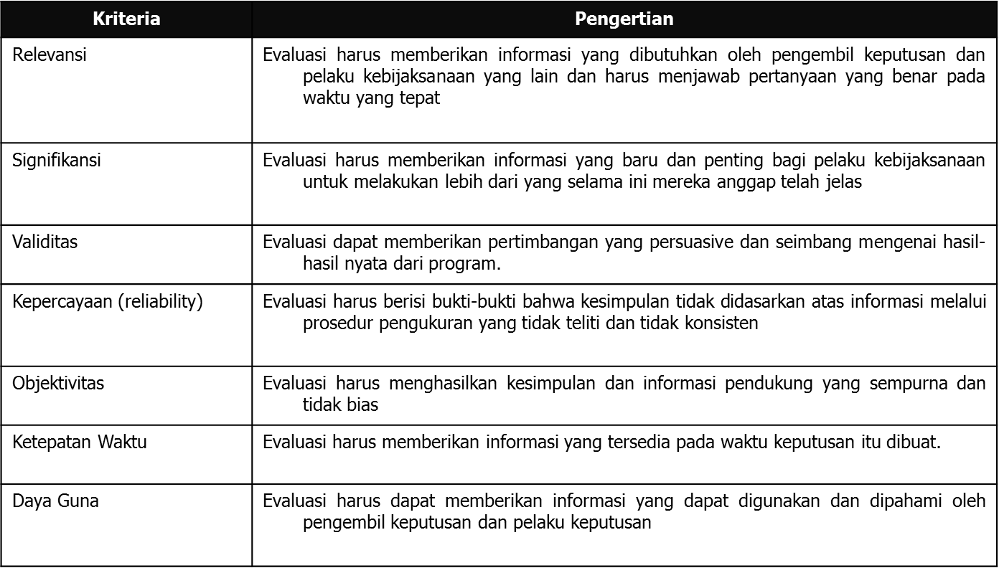 Kriteria
Pengertian
Relevansi
Evaluasi harus memberikan informasi yang dibutuhkan oleh pengembil keputusan dan
pelaku kebijaksanaan yang lain dan harus menjawab pertanyaan yang benar pada
waktu yang tepat
Signifikansi
Evaluasi harus memberikan informasi yang baru dan penting bagi pelaku kebijaksanaan
untuk melakukan lebih dari yang selama ini mereka anggap telah jelas
Validitas
Evaluasi dapat memberikan pertimbangan yang persuasive dan seimbang mengenai hasil-
hasil nyata dari program.
Kepercayaan (reliability)
Evaluasi harus berisi bukti-bukti bahwa kesimpulan tidak didasarkan atas informasi melalui
prosedur pengukuran yang tidak teliti dan tidak konsisten
Objektivitas
Evaluasi harus menghasilkan kesimpulan dan informasi pendukung yang sempurna dan
tidak bias
Ketepatan Waktu
Evaluasi harus memberikan informasi yang tersedia pada waktu keputusan itu dibuat.
Daya Guna
Evaluasi harus dapat memberikan informasi yang dapat digunakan dan dipahami oleh
pengembil keputusan dan pelaku keputusan